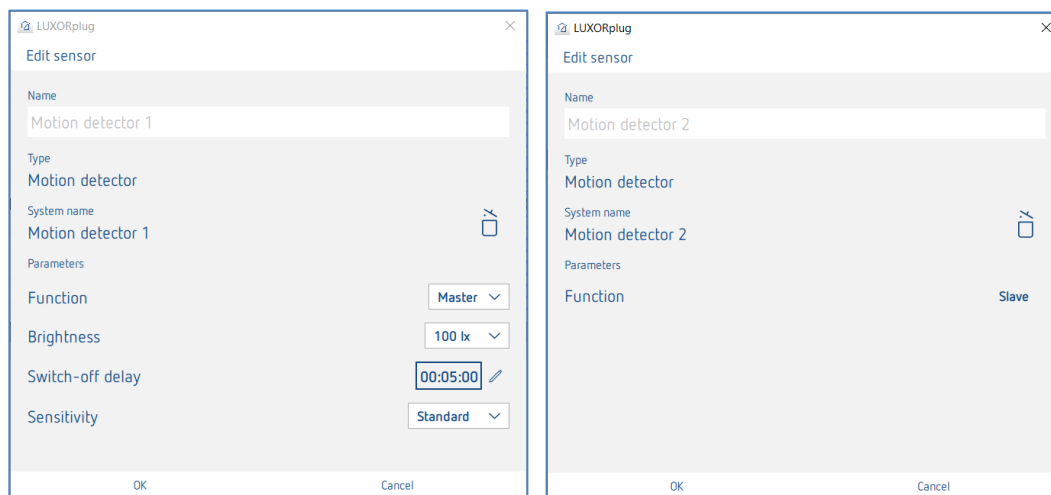 LUXORplug
Edit sensor
Name
Motion detector 1
Type
Motion detector
System name
Motion detector 1
Parameters
Function Master
Brightness 100 lx
Switch-off delay 00:05:00
Sensitivity Standard
OK Cancel
LUXORplug
Edit sensor
Name
Motion detector 2
Type
Motion detector
System name
Motion detector 2
Parameters
Function Slave
OK Cancel